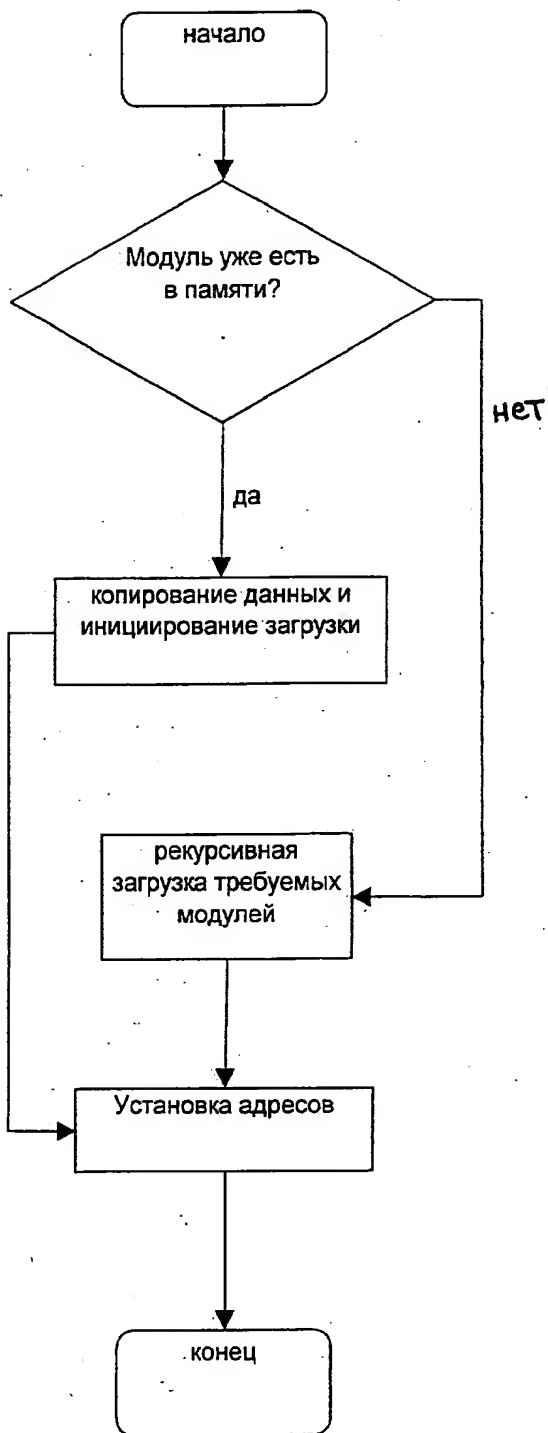 начало
Модуль уже есть
в памяти?
нет
да
копирование данных и
инициирование загрузки
рекурсивная
загрузка требуемых
модулей
Установка адресов
конец